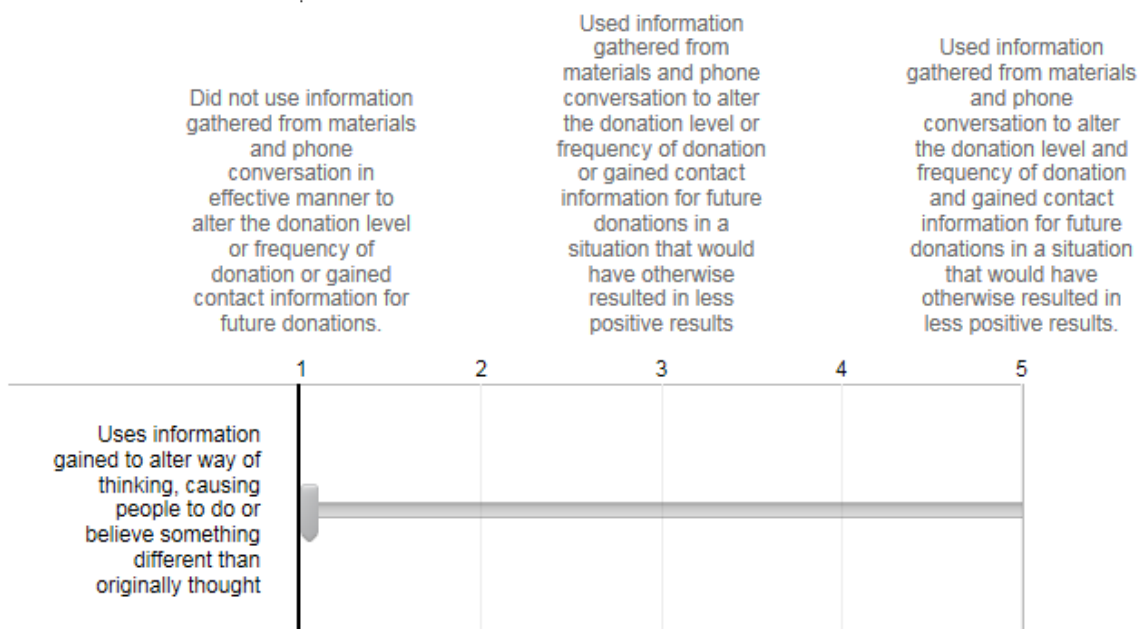 Did not use information
gathered from materials
and phone
conversation in
effective manner to
alter the donation level
or frequency of
donation or gained
contact information for
future donations.
Used information
gathered from
materials and phone
conversation to alter
the donation level or
frequency of donation
or gained contact
information for future
donations in a
situation that would
have otherwise
resulted in less
positive results
Used information
gathered from materials
and phone
conversation to alter
the donation level and
frequency of donation
and gained contact
information for future
donations in a situation
that would have
otherwise resulted in
less positive results.
1 2 3 4 5
Uses information
gained to alter way of
thinking, causing
people to do or
believe something
different than
originally thought